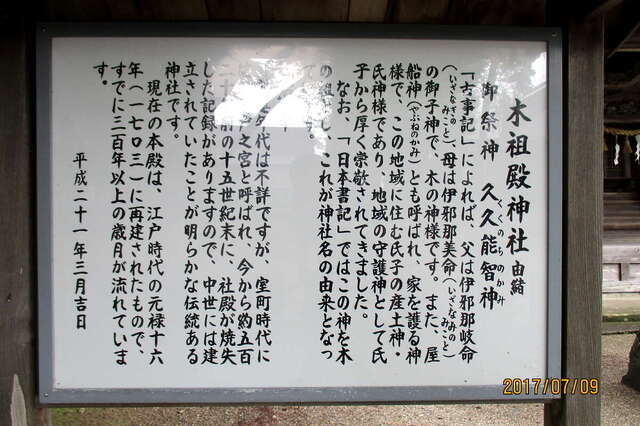 木祖殿神社 由緒
御祭神 久久能智神
くくのちのかみ
「古事記」によれば、父は伊邪那岐命
(いざなぎのみこと)、母は伊邪那美命(いざなみのみこと)
の御子神で、木の神様です。また、屋
船神(やぶねのかみ)とも呼ばれ、家を護る神
様で、この地域に住む氏子の産土神・
氏神様であり、地域の守護神として氏
子から厚く崇敬されてきました。
なお、「日本書記」ではこの神を木
の祖とし、これが神社名の由来となっ
て
年代は不詳ですが、室町時代に
之宮と呼ばれ、今から約五百
前の十五世紀末に、社殿が焼失
した記録がありますので、中世には建
立されていたことが明らかな伝統ある
神社です。
現在の本殿は、江戸時代の元禄十六
年(一七〇三)に再建されたもので、
すでに三百年以上の歳月が流れていま
す。
平成二十一年三月吉日
2017/07/09